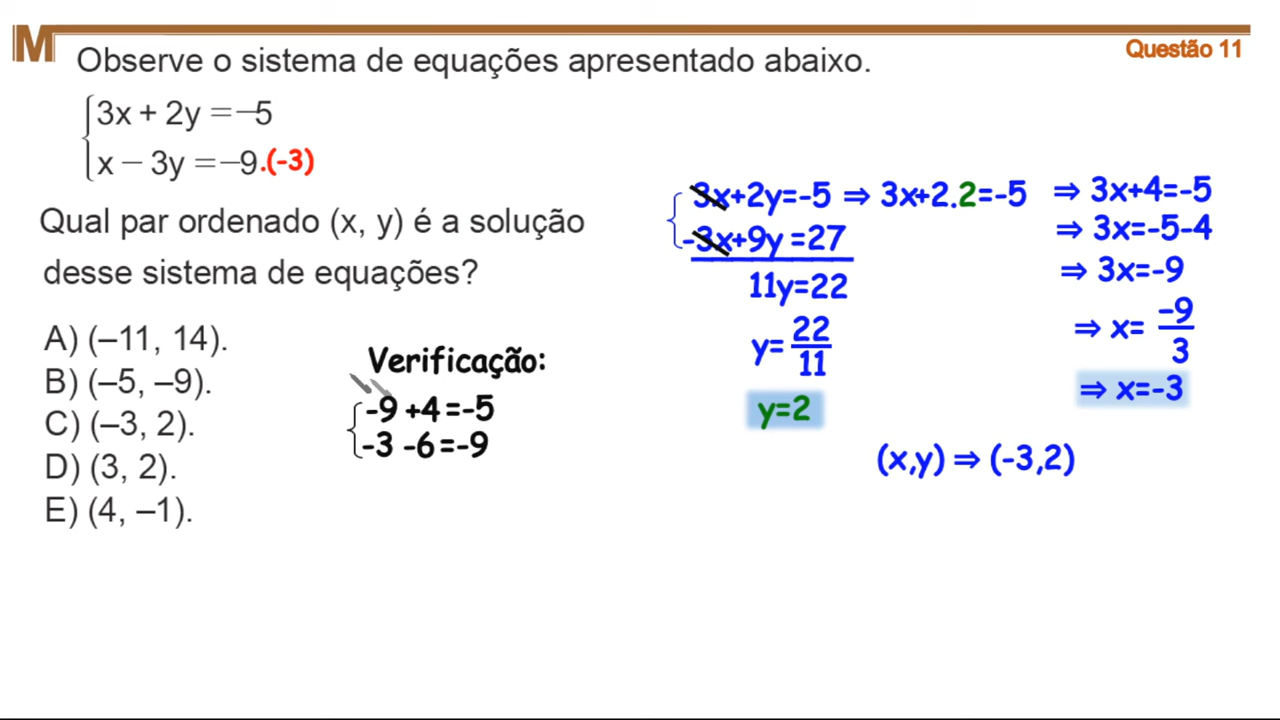 M
Questão 11
Observe o sistema de equações apresentado abaixo.
3x + 2y = −5
x − 3y = −9.(-3)
Qual par ordenado (x, y) é a solução
desse sistema de equações?
A) (–11, 14).
B) (–5, –9).
C) (–3, 2).
D) (3, 2).
E) (4, –1).
Verificação:
-9 +4 =-5
-3 -6 =-9
3x+2y=-5 ⇒ 3x+2.2=-5 ⇒ 3x+4=-5
-3x+9y =27
11y=22
y= 22/11
y=2
⇒ 3x=-5-4
⇒ 3x=-9
⇒ x= -9/3
⇒ x=-3
(x,y) ⇒ (-3,2)